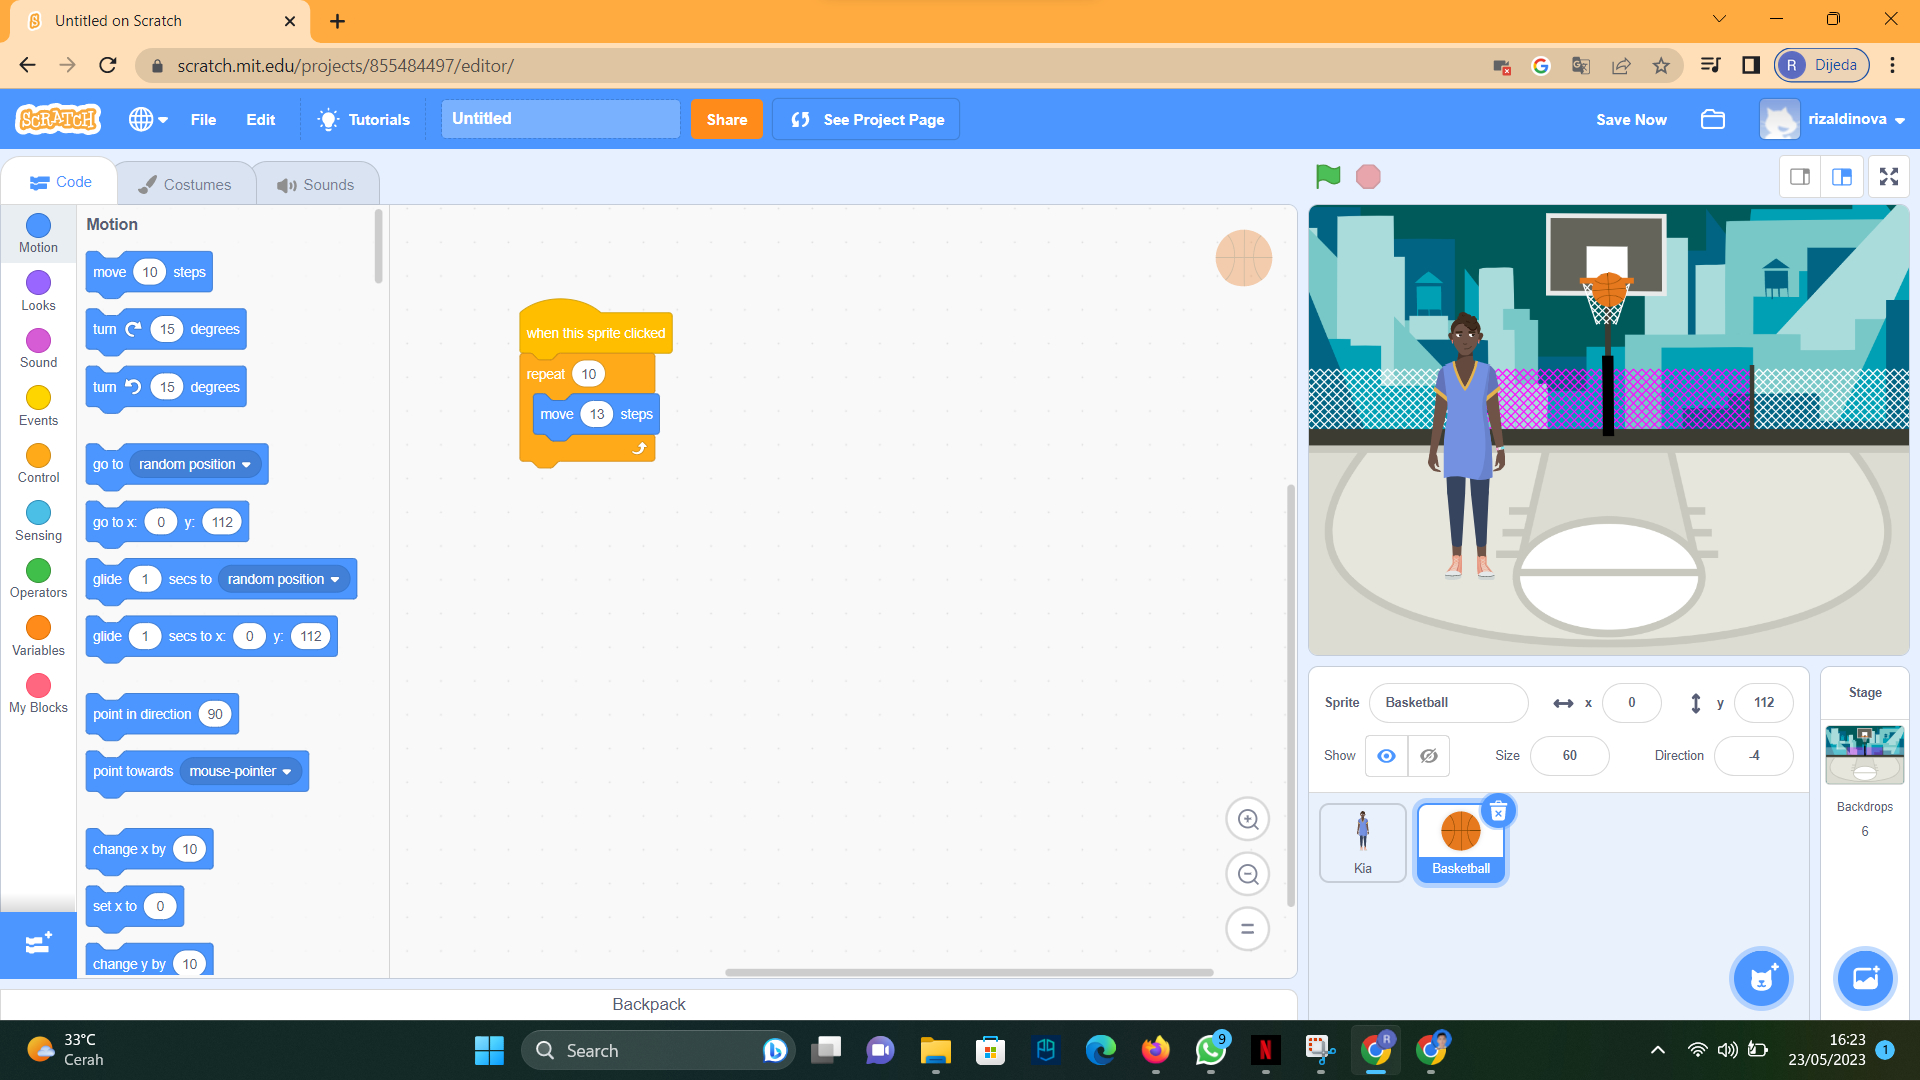 Untitled on Scratch
scratch.mit.edu/projects/855484497/editor/
R Dijeda
SCRATCH
File
Edit
Tutorials
Untitled
Share
See Project Page
Save Now
rizaldinova
Code
Costumes
Sounds
Motion
Looks
Sound
Events
Control
Sensing
Operators
Variables
My Blocks
Motion
move 10 steps
turn 15 degrees
turn 15 degrees
go to random position
go to x: 0 y: 112
glide 1 secs to random position
glide 1 secs to x: 0 y: 112
point in direction 90
point towards mouse-pointer
change x by 10
set x to 0
change y by 10
when this sprite clicked
repeat 10
move 13 steps
Backpack
Sprite Basketball x 0 y 112
Show Size 60 Direction -4
Kia
Basketball
Stage
Backdrops
6
33°C
Cerah
Search
9
N
R
16:23
23/05/2023
1